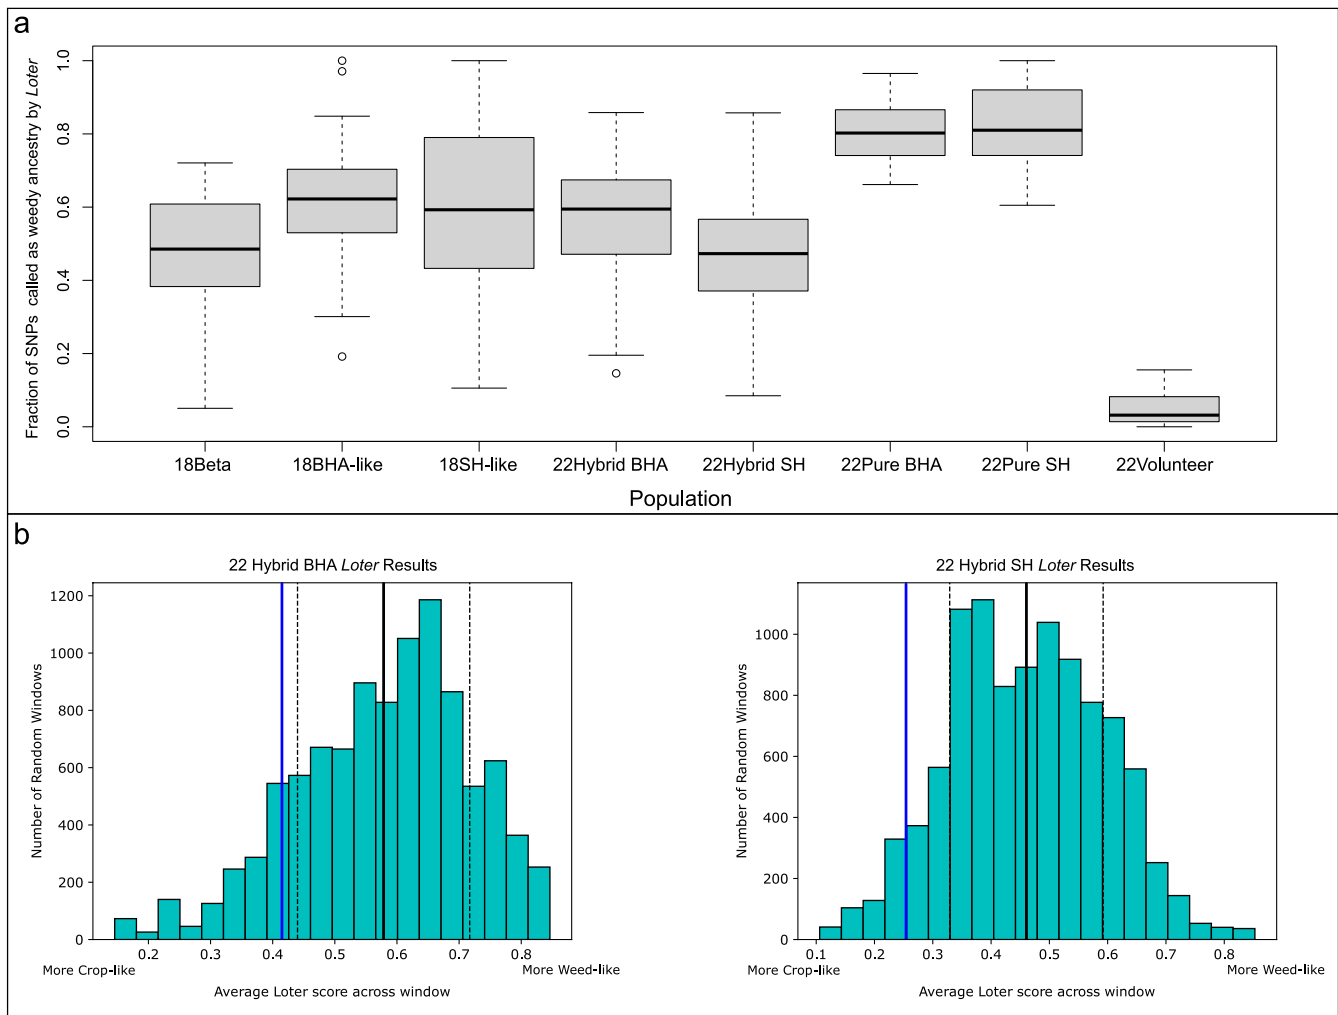 a
Fraction of SNPs called as weedy ancestry by Loter
1.0
0.8
0.6
0.4
0.2
0.0
18Beta 18BHA-like 18SH-like 22Hybrid BHA 22Hybrid SH 22Pure BHA 22Pure SH 22Volunteer
Population
b
22 Hybrid BHA Loter Results
Number of Random Windows
1200
1000
800
600
400
200
0
0.2 0.3 0.4 0.5 0.6 0.7 0.8
More Crop-like More Weed-like
Average Loter score across window
22 Hybrid SH Loter Results
Number of Random Windows
1000
800
600
400
200
0
0.1 0.2 0.3 0.4 0.5 0.6 0.7 0.8
More Crop-like More Weed-like
Average Loter score across window